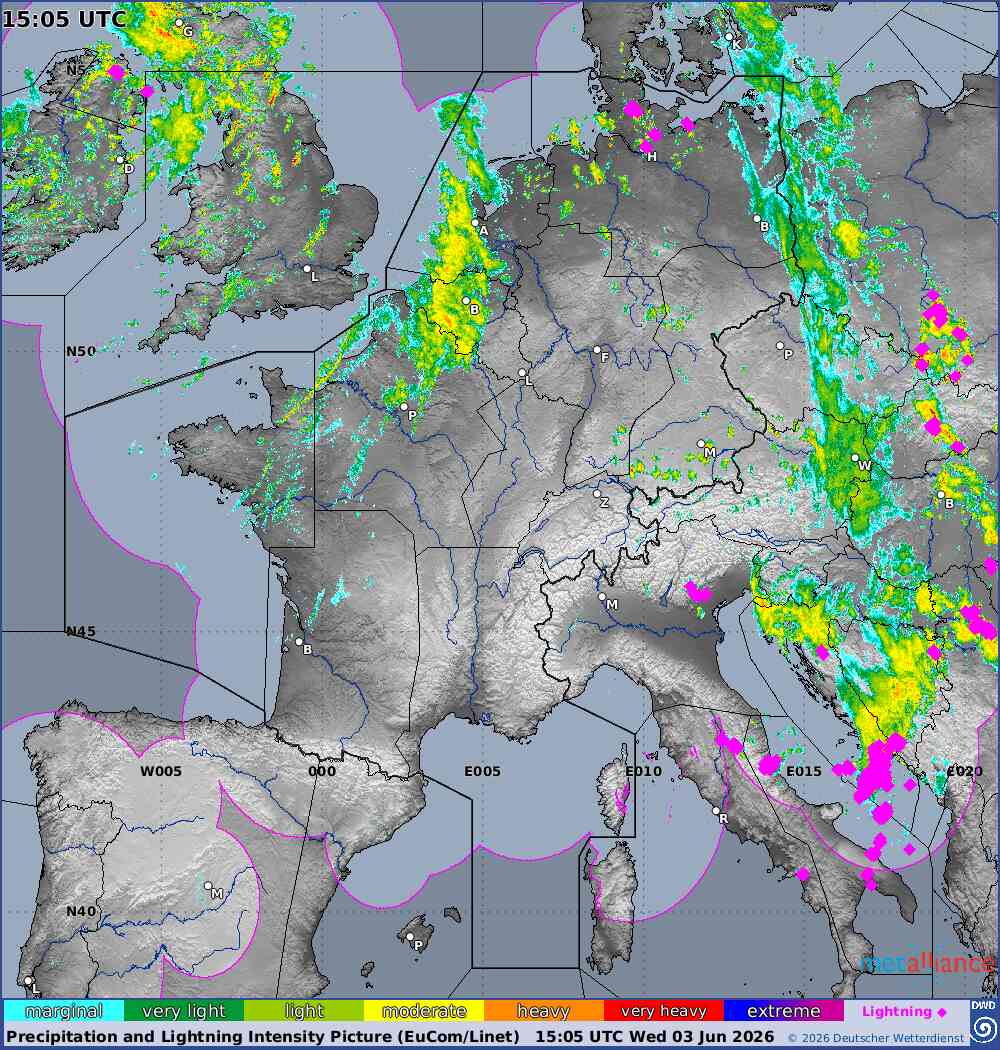 15:05 UTC
G
K
N5
D
H
A
B
L
B
N50
F
P
L
P
M
W
Z
B
M
N45
B
W005
000
E005
E010
E015
E020
R
M
N40
P
L
metalliance
marginal very light light moderate heavy very heavy extreme Lightning
DWD
Precipitation and Lightning Intensity Picture (EuCom/Linet) 15:05 UTC Wed 03 Jun 2026 © 2026 Deutscher Wetterdienst